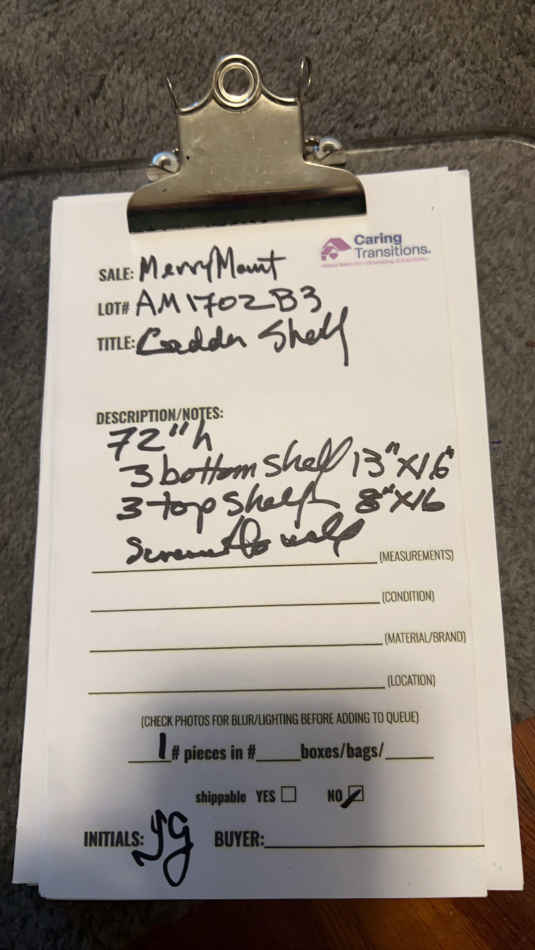 Caring
Transitions.
SALE: MerryMount
LOT# AM1702B3
TITLE: Ladder Shelf
DESCRIPTION/NOTES:
72"h
3 bottom shelf 13"x16"
3 top shelf 8"x16
to wall
(MEASUREMENTS)
(CONDITION)
(MATERIAL/BRAND)
(LOCATION)
(CHECK PHOTOS FOR BLUR/LIGHTING BEFORE ADDING TO QUEUE)
1 # pieces in # boxes/bags/
shippable YES NO
INITIALS: JG BUYER: